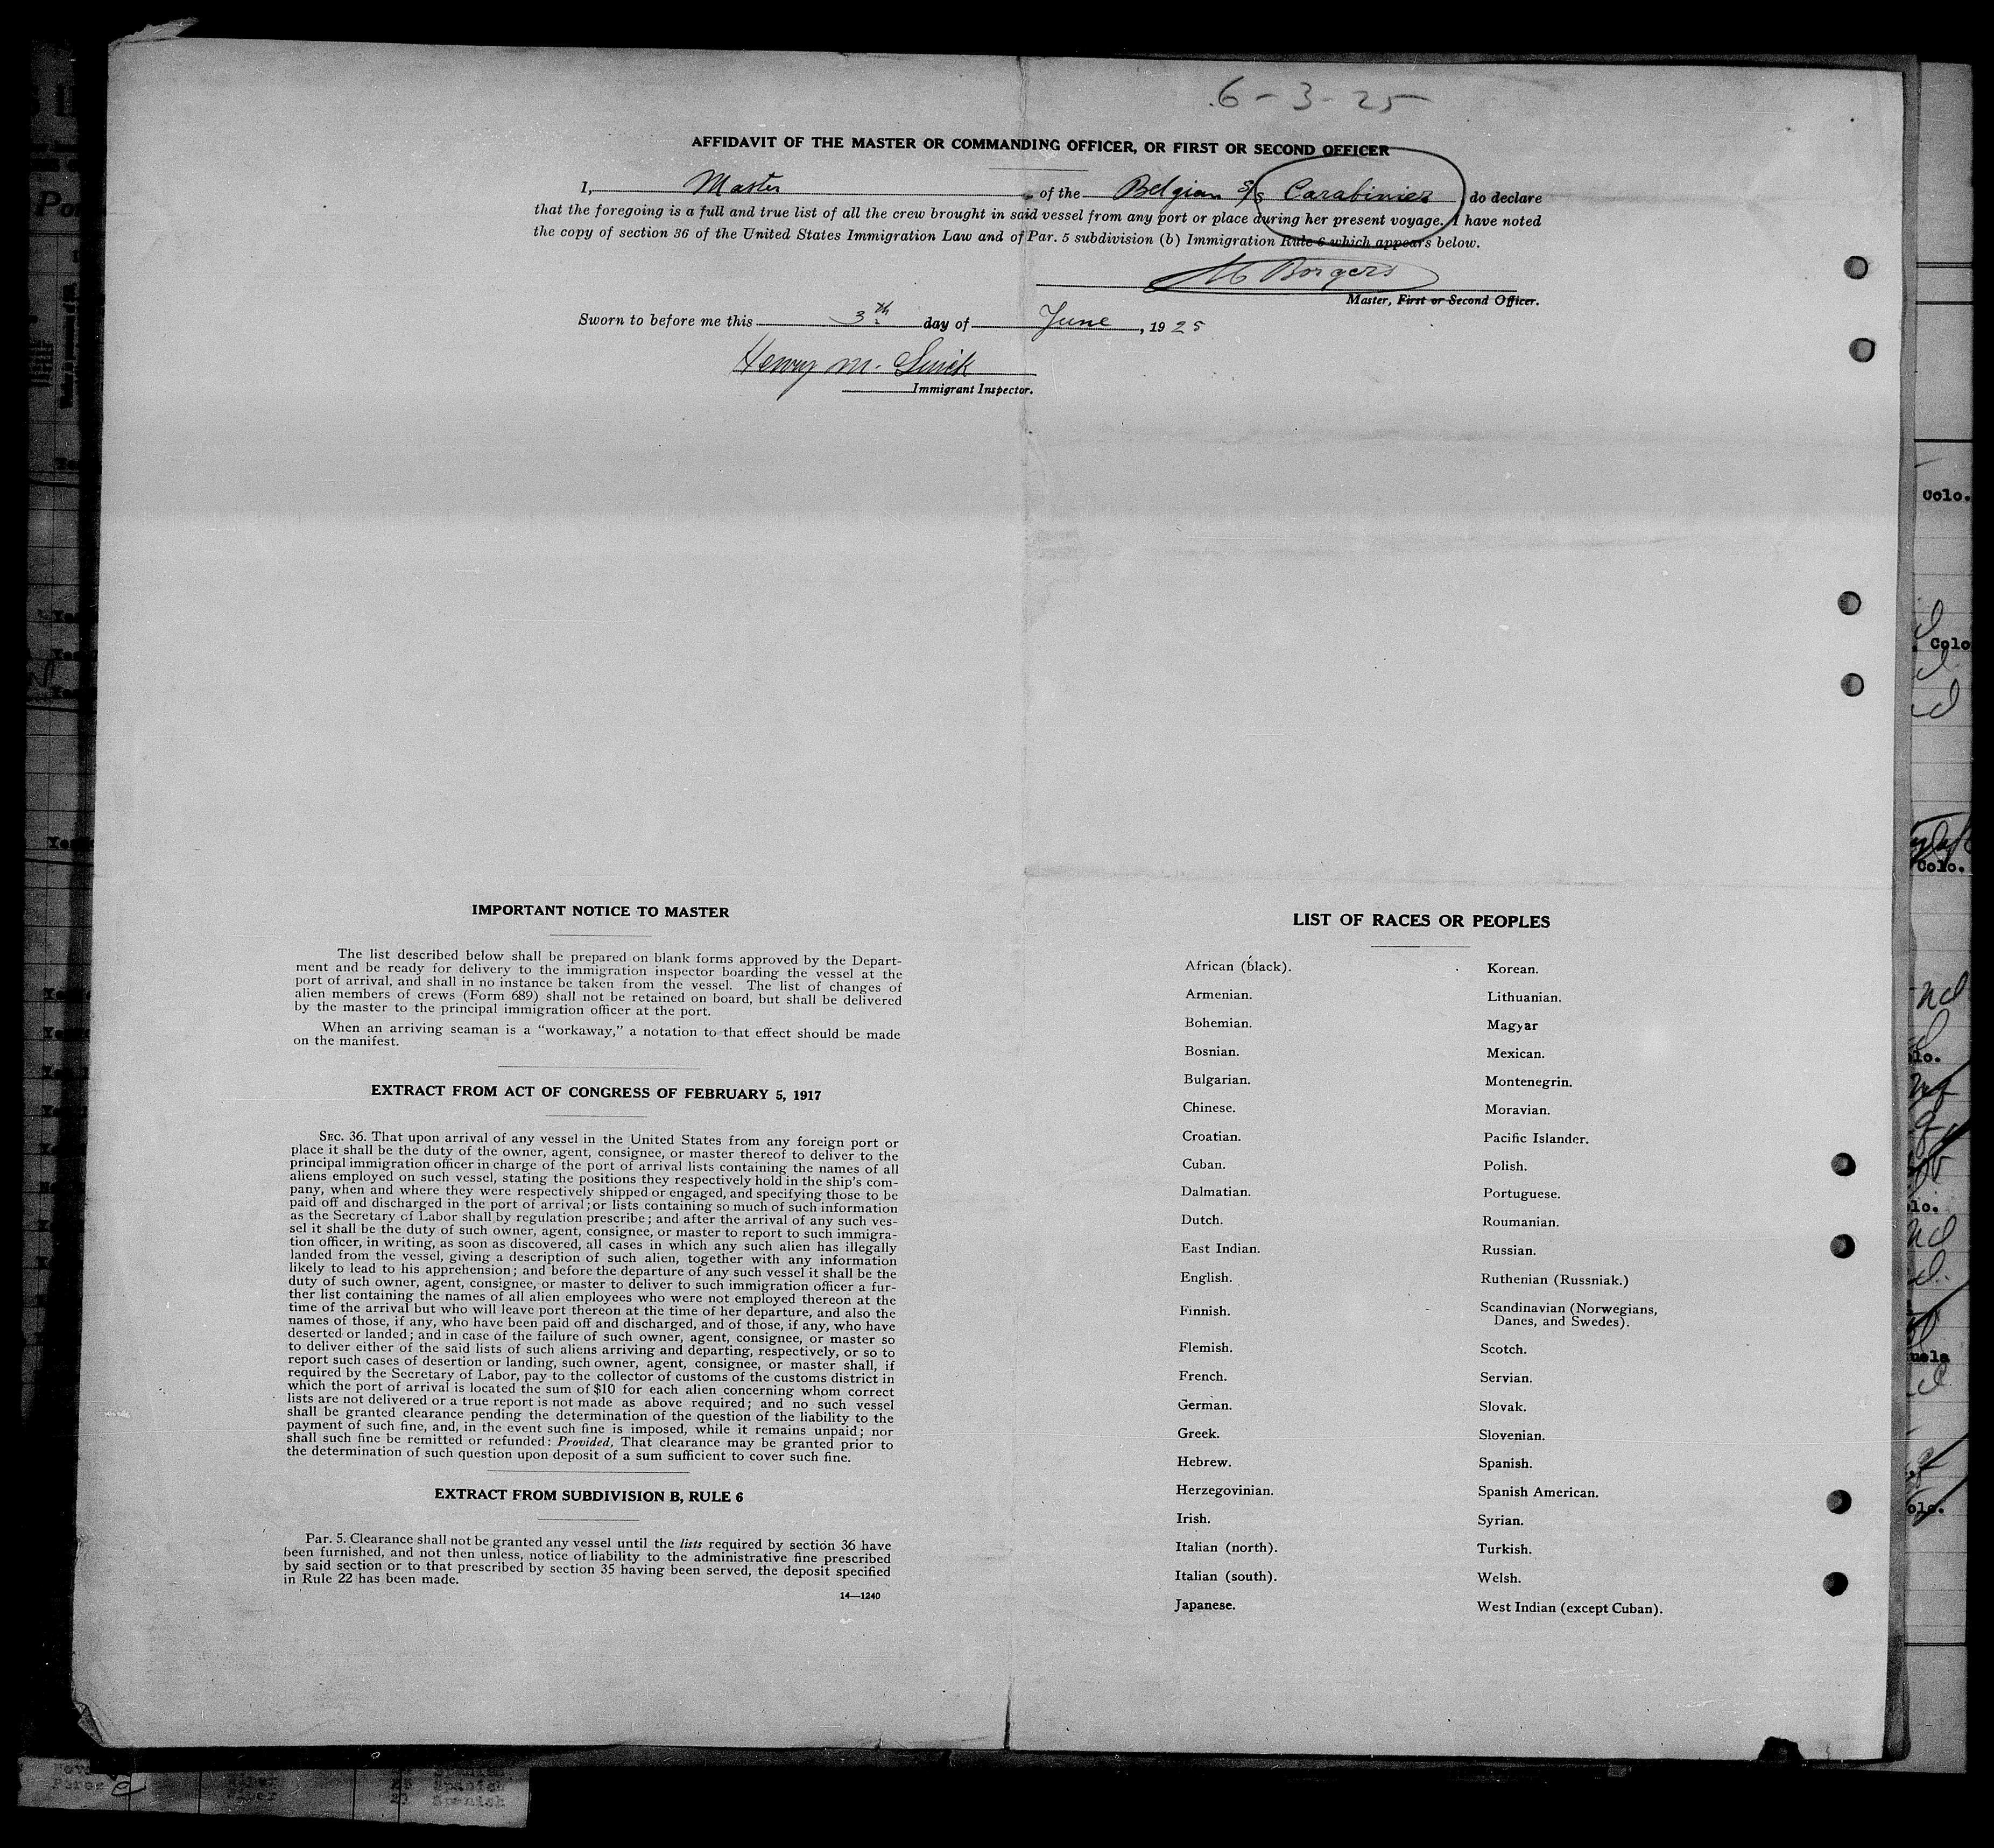 6-3-25
AFFIDAVIT OF THE MASTER OR COMMANDING OFFICER, OR FIRST OR SECOND OFFICER
I, Master of the Belgian S/S Carabinier do declare
that the foregoing is a full and true list of all the crew brought in said vessel from any port or place during her present voyage. I have noted
the copy of section 36 of the United States Immigration Law and of Par. 5 subdivision (b) Immigration Rule 6 which appears below.
Borgers
Master, First or Second Officer.
Sworn to before me this 3th day of June, 1925
Henry M.
Immigrant Inspector.
IMPORTANT NOTICE TO MASTER
The list described below shall be prepared on blank forms approved by the Depart-
ment and be ready for delivery to the immigration inspector boarding the vessel at the
port of arrival, and shall in no instance be taken from the vessel. The list of changes of
alien members of crews (Form 689) shall not be retained on board, but shall be delivered
by the master to the principal immigration officer at the port.
When an arriving seaman is a "workaway," a notation to that effect should be made
on the manifest.
EXTRACT FROM ACT OF CONGRESS OF FEBRUARY 5, 1917
SEC. 36. That upon arrival of any vessel in the United States from any foreign port or
place it shall be the duty of the owner, agent, consignee, or master thereof to deliver to the
principal immigration officer in charge of the port of arrival lists containing the names of all
aliens employed on such vessel, stating the positions they respectively hold in the ship's com-
pany, when and where they were respectively shipped or engaged, and specifying those to be
paid off and discharged in the port of arrival; or lists containing so much of such information
as the Secretary of Labor shall by regulation prescribe; and after the arrival of any such ves-
sel it shall be the duty of such owner, agent, consignee, or master to report to such immigra-
tion officer, in writing, as soon as discovered, all cases in which any such alien has illegally
landed from the vessel, giving a description of such alien, together with any information
likely to lead to his apprehension; and before the departure of any such vessel it shall be the
duty of such owner, agent, consignee, or master to deliver to such immigration officer a fur-
ther list containing the names of all alien employees who were not employed thereon at the
time of the arrival but who will leave port thereon at the time of her departure, and also the
names of those, if any, who have been paid off and discharged, and of those, if any, who have
deserted or landed; and in case of the failure of such owner, agent, consignee, or master so
to deliver either of the said lists of such aliens arriving and departing, respectively, or so to
report such cases of desertion or landing, such owner, agent, consignee, or master shall, if
required by the Secretary of Labor, pay to the collector of customs of the customs district in
which the port of arrival is located the sum of $10 for each alien concerning whom correct
lists are not delivered or a true report is not made as above required; and no such vessel
shall be granted clearance pending the determination of the question of the liability to the
payment of such fine, and, in the event such fine is imposed, while it remains unpaid; nor
shall such fine be remitted or refunded: Provided, That clearance may be granted prior to
the determination of such question upon deposit of a sum sufficient to cover such fine.
EXTRACT FROM SUBDIVISION B, RULE 6
Par. 5. Clearance shall not be granted any vessel until the lists required by section 36 have
been furnished, and not then unless, notice of liability to the administrative fine prescribed
by said section or to that prescribed by section 35 having been served, the deposit specified
in Rule 22 has been made.
14—1240
LIST OF RACES OR PEOPLES
African (black).
Armenian.
Bohemian.
Bosnian.
Bulgarian.
Chinese.
Croatian.
Cuban.
Dalmatian.
Dutch.
East Indian.
English.
Finnish.
Flemish.
French.
German.
Greek.
Hebrew.
Herzegovinian.
Irish.
Italian (north).
Italian (south).
Japanese.
Korean.
Lithuanian.
Magyar
Mexican.
Montenegrin.
Moravian.
Pacific Islander.
Polish.
Portuguese.
Roumanian.
Russian.
Ruthenian (Russniak.)
Scandinavian (Norwegians,
Danes, and Swedes).
Scotch.
Servian.
Slovak.
Slovenian.
Spanish.
Spanish American.
Syrian.
Turkish.
Welsh.
West Indian (except Cuban).
Colo.
Colo
Colo.
Perez
Spanish
Spanish